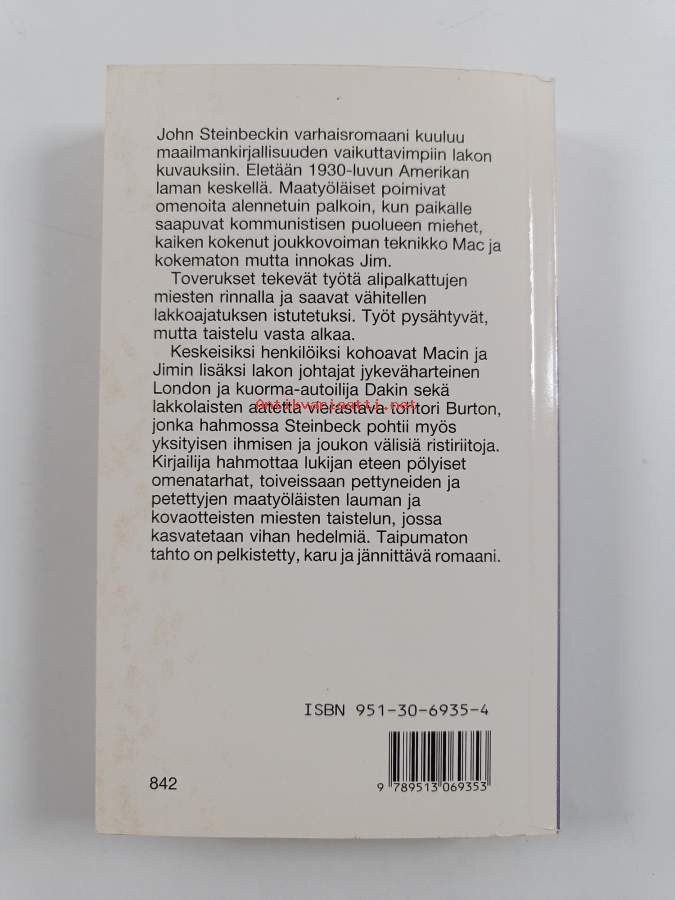 John Steinbeckin varhaisromaani kuuluu
maailmankirjallisuuden vaikuttavimpiin lakon
kuvauksiin. Eletään 1930-luvun Amerikan
laman keskellä. Maatyöläiset poimivat
omenoita alennetuin palkoin, kun paikalle
saapuvat kommunistisen puolueen miehet,
kaiken kokenut joukkovoiman teknikko Mac ja
kokematon mutta innokas Jim.
Toverukset tekevät työtä alipalkattujen
miesten rinnalla ja saavat vähitellen
lakkoajatuksen istutetuksi. Työt pysähtyvät,
mutta taistelu vasta alkaa.
Keskeisiksi henkilöiksi kohoavat Macin ja
Jimin lisäksi lakon johtajat jykeväharteinen
London ja kuorma-autoilija Dakin sekä
Antikvariaatti.net
lakkolaisten aatetta vierastava tohtori Burton,
jonka hahmossa Steinbeck pohtii myös
yksityisen ihmisen ja joukon välisiä ristiriitoja.
Kirjailija hahmottaa lukijan eteen pölyiset
omenatarhat, toiveissaan pettyneiden ja
petettyjen maatyöläisten lauman ja
kovaotteisten miesten taistelun, jossa
kasvatetaan vihan hedelmiä. Taipumaton
tahto on pelkistetty, karu ja jännittävä romaani.
ISBN 951-30-6935-4
842
9 789513 069353